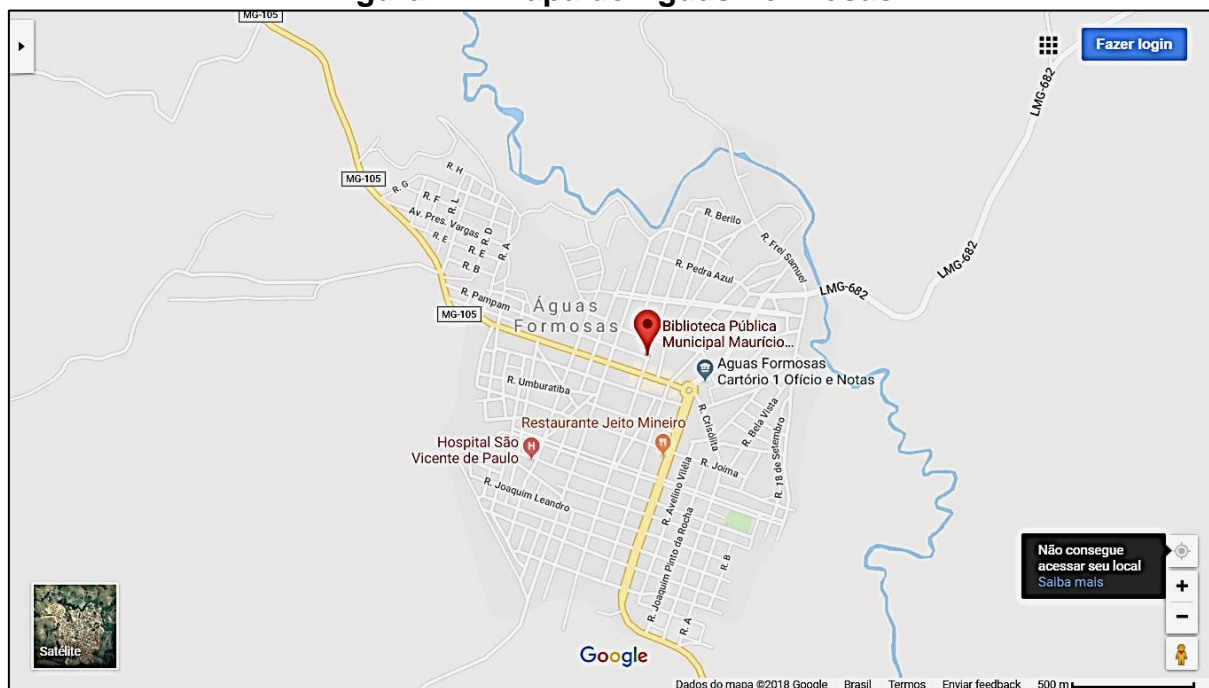 MG-105
Fazer login
LMG-682
MG-105
R. H
R. G
R. F
R. L
Av. Pres. Vargas
R. D
R. E
R. E
R. A
R. B
R. Berilo
R. Frei Samuel
R. Pedra Azul
LMG-682
LMG-682
R. Pampam
MG-105
Águas
Formosas
Biblioteca Pública
Municipal Maurício...
Aguas Formosas
Cartório 1 Ofício e Notas
R. Umburatiba
Restaurante Jeito Mineiro
R. Crisólita
R. Bela Vista
R. 18 de Setembro
Hospital São
Vicente de Paulo
R. Joaquim Leandro
R. Avelino Viléla
R. Joima
R. Joaquim Pinto da Rocha
R. B
R. A
Não consegue
acessar seu local
Saiba mais
+
−
Satélite
Google
Dados do mapa ©2018 Google Brasil Termos Enviar feedback 500 m